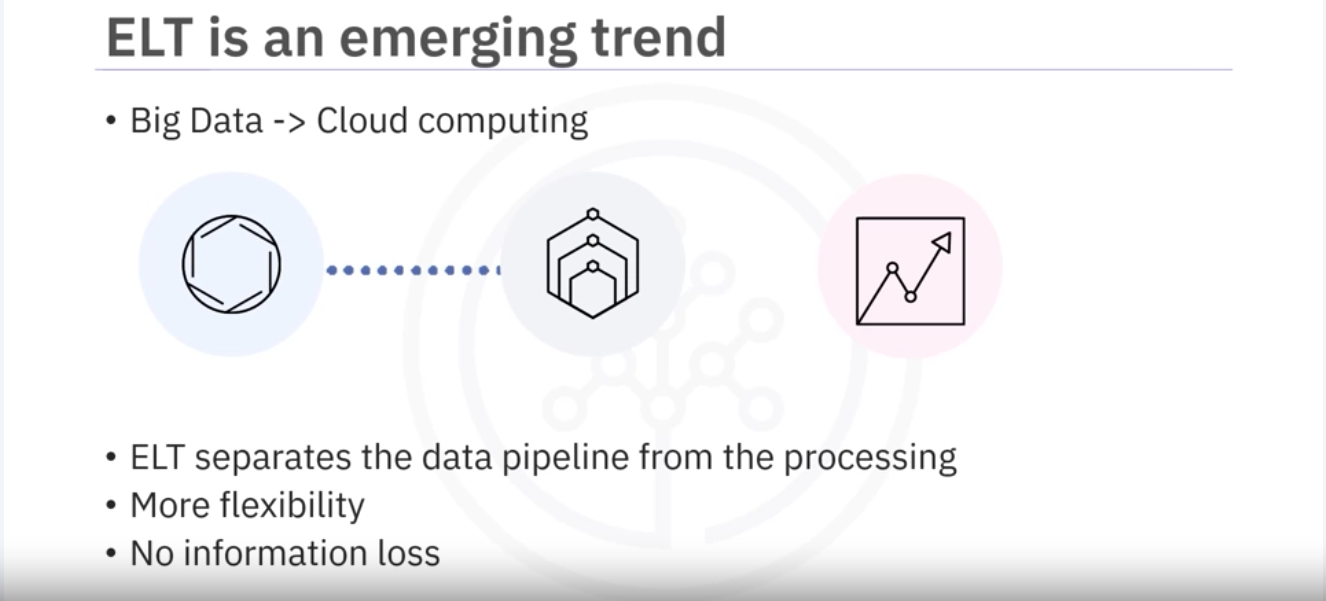 ELT is an emerging trend
• Big Data -> Cloud computing
• ELT separates the data pipeline from the processing
• More flexibility
• No information loss